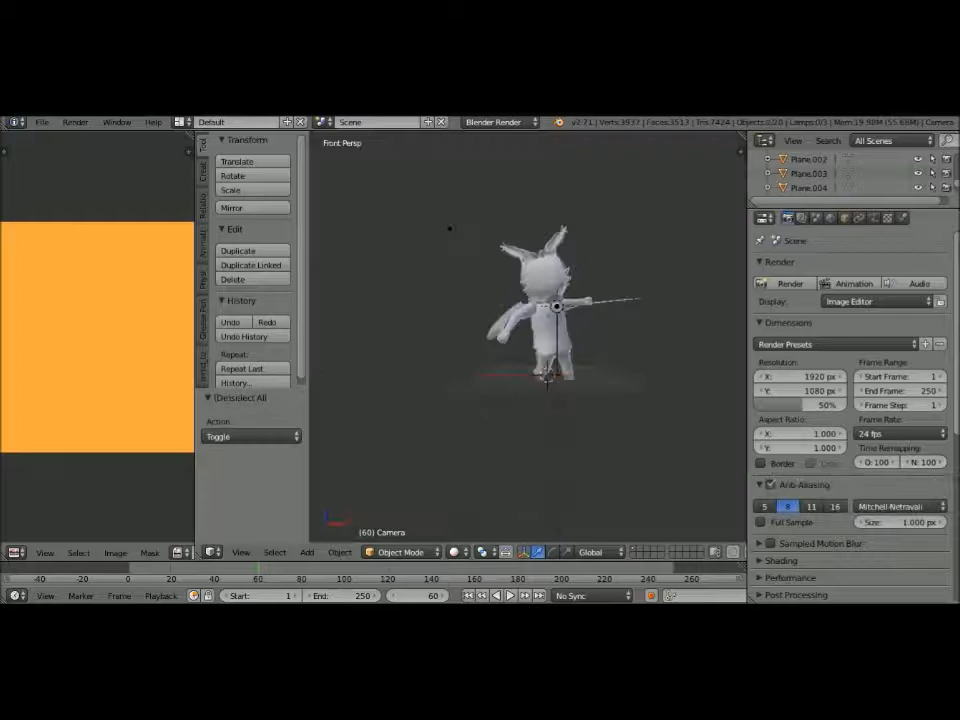 File Render Window Help Default Scene Blender Render v2.71 | Verts:3937 | Faces:3513 | Tris:7424 | Objects:0/20 | Lamps:0/3 | Mem:19.98M (55.68M) | Camera
Transform
Translate
Rotate
Scale
Mirror
Edit
Duplicate
Duplicate Linked
Delete
History
Undo Redo
Undo History
Repeat:
Repeat Last
History...
(De)select All
Action:
Toggle
Tool
Creat
Relatio
Animati
Physi
Grease Pen
Front Persp
(60) Camera
View Search All Scenes
Plane.002
Plane.003
Plane.004
Scene
Render
Render Animation Audio
Display: Image Editor
Dimensions
Render Presets
Resolution: Frame Range:
X: 1920 px Start Frame: 1
Y: 1080 px End Frame: 250
50% Frame Step: 1
Aspect Ratio: Frame Rate:
X: 1.000 24 fps
Y: 1.000 Time Remapping:
Border O: 100 N: 100
Anti-Aliasing
5 8 11 16 Mitchell-Netravali
Full Sample Size: 1.000 px
Sampled Motion Blur
Shading
Performance
Post Processing
View Select Image Mask View Select Add Object Object Mode Global
-40 -20 0 20 40 60 80 100 120 140 160 180 200 220 240 260
View Marker Frame Playback Start: 1 End: 250 60 No Sync